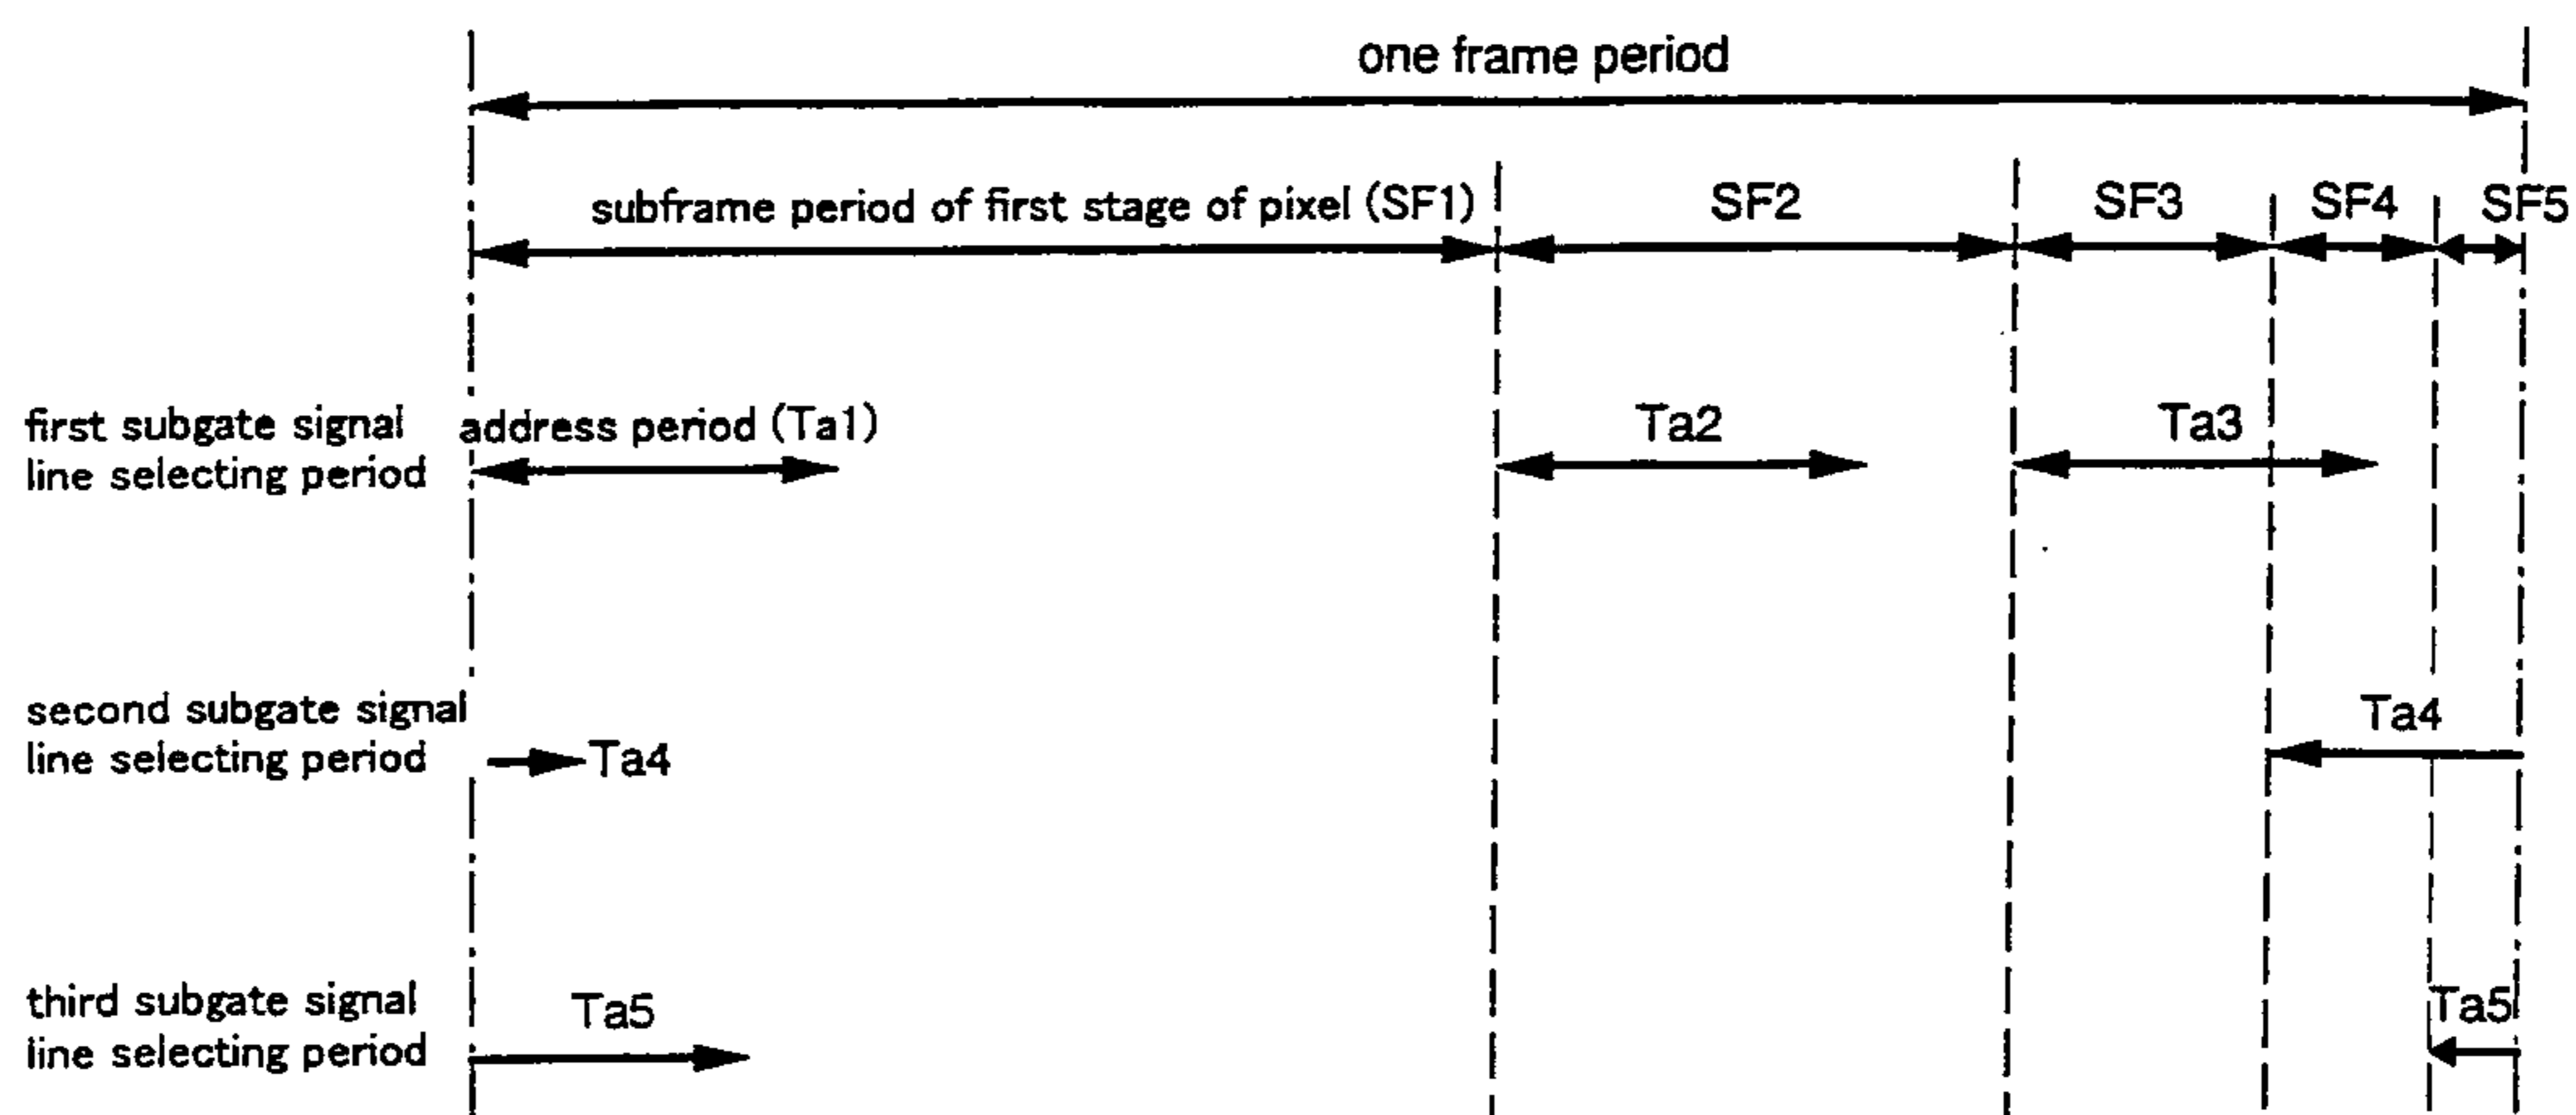 one frame period
subframe period of first stage of pixel (SF1)
SF2
SF3
SF4
SF5
first subgate signal
line selecting period
address period (Ta1)
Ta2
Ta3
second subgate signal
line selecting period
Ta4
Ta4
third subgate signal
line selecting period
Ta5
Ta5